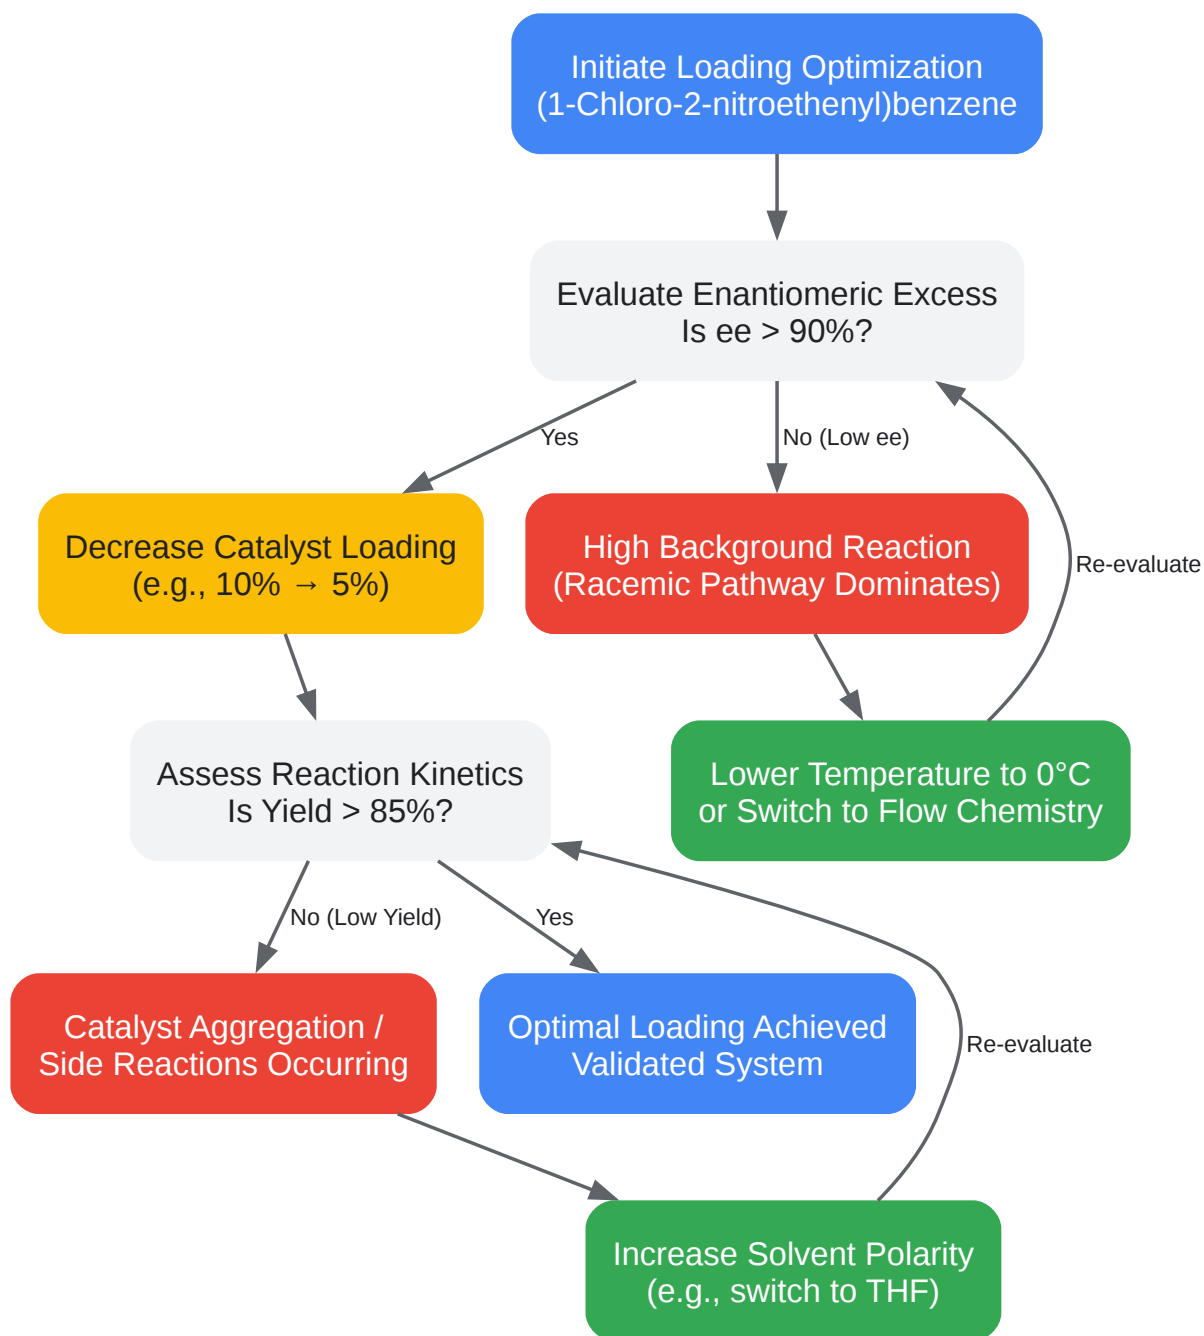 Initiate Loading Optimization
(1-Chloro-2-nitroethenyl)benzene
Evaluate Enantiomeric Excess
Is ee > 90%?
Yes
No (Low ee)
Decrease Catalyst Loading
(e.g., 10% → 5%)
High Background Reaction
(Racemic Pathway Dominates)
Re-evaluate
Assess Reaction Kinetics
Is Yield > 85%?
Lower Temperature to 0°C
or Switch to Flow Chemistry
No (Low Yield)
Yes
Catalyst Aggregation /
Side Reactions Occurring
Optimal Loading Achieved
Validated System
Re-evaluate
Increase Solvent Polarity
(e.g., switch to THF)